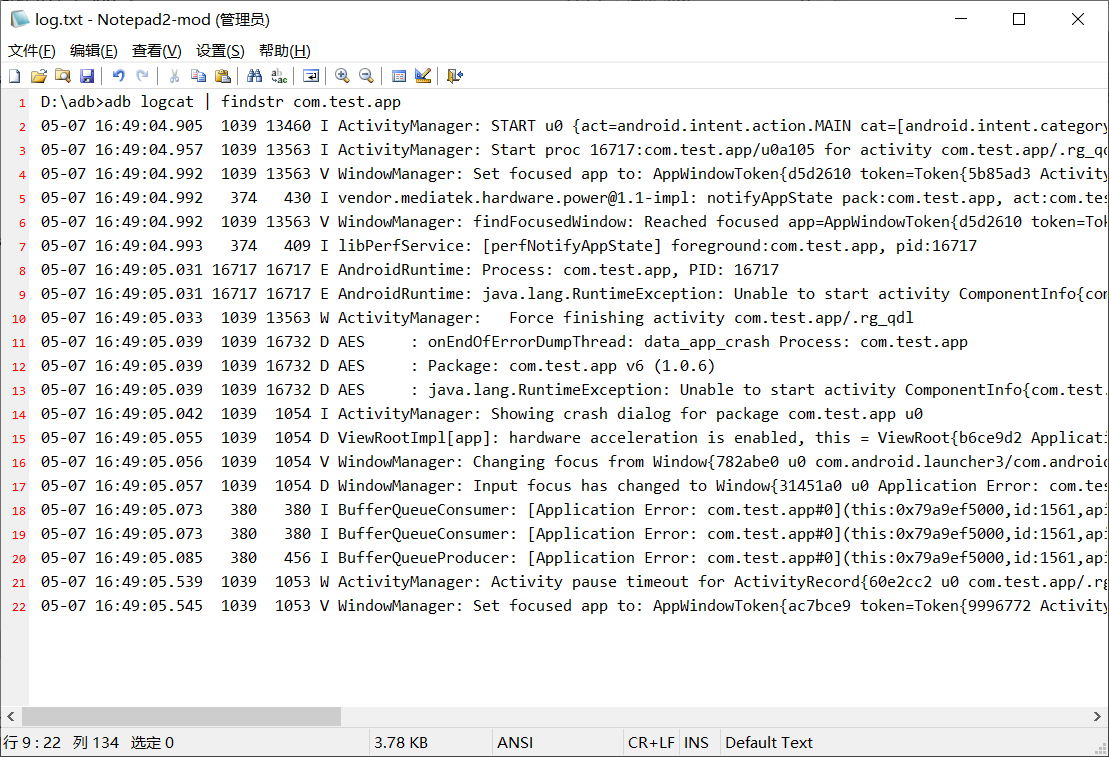 log.txt - Notepad2-mod (管理员)
文件(F) 编辑(E) 查看(V) 设置(S) 帮助(H)
1 D:\adb>adb logcat | findstr com.test.app
2 05-07 16:49:04.905  1039 13460 I ActivityManager: START u0 {act=android.intent.action.MAIN cat=[android.intent.category
3 05-07 16:49:04.957  1039 13563 I ActivityManager: Start proc 16717:com.test.app/u0a105 for activity com.test.app/.rg_qd
4 05-07 16:49:04.992  1039 13563 V WindowManager: Set focused app to: AppWindowToken{d5d2610 token=Token{5b85ad3 Activity
5 05-07 16:49:04.992   374   430 I vendor.mediatek.hardware.power@1.1-impl: notifyAppState pack:com.test.app, act:com.tes
6 05-07 16:49:04.992  1039 13563 V WindowManager: findFocusedWindow: Reached focused app=AppWindowToken{d5d2610 token=Tok
7 05-07 16:49:04.993   374   409 I libPerfService: [perfNotifyAppState] foreground:com.test.app, pid:16717
8 05-07 16:49:05.031 16717 16717 E AndroidRuntime: Process: com.test.app, PID: 16717
9 05-07 16:49:05.031 16717 16717 E AndroidRuntime: java.lang.RuntimeException: Unable to start activity ComponentInfo{com
10 05-07 16:49:05.033  1039 13563 W ActivityManager:   Force finishing activity com.test.app/.rg_qdl
11 05-07 16:49:05.039  1039 16732 D AES     : onEndOfErrorDumpThread: data_app_crash Process: com.test.app
12 05-07 16:49:05.039  1039 16732 D AES     : Package: com.test.app v6 (1.0.6)
13 05-07 16:49:05.039  1039 16732 D AES     : java.lang.RuntimeException: Unable to start activity ComponentInfo{com.test.
14 05-07 16:49:05.042  1039  1054 I ActivityManager: Showing crash dialog for package com.test.app u0
15 05-07 16:49:05.055  1039  1054 D ViewRootImpl[app]: hardware acceleration is enabled, this = ViewRoot{b6ce9d2 Applicati
16 05-07 16:49:05.056  1039  1054 V WindowManager: Changing focus from Window{782abe0 u0 com.android.launcher3/com.android
17 05-07 16:49:05.057  1039  1054 D WindowManager: Input focus has changed to Window{31451a0 u0 Application Error: com.tes
18 05-07 16:49:05.073   380   380 I BufferQueueConsumer: [Application Error: com.test.app#0](this:0x79a9ef5000,id:1561,api
19 05-07 16:49:05.073   380   380 I BufferQueueConsumer: [Application Error: com.test.app#0](this:0x79a9ef5000,id:1561,api
20 05-07 16:49:05.085   380   456 I BufferQueueProducer: [Application Error: com.test.app#0](this:0x79a9ef5000,id:1561,api
21 05-07 16:49:05.539  1039  1053 W ActivityManager: Activity pause timeout for ActivityRecord{60e2cc2 u0 com.test.app/.rg
22 05-07 16:49:05.545  1039  1053 V WindowManager: Set focused app to: AppWindowToken{ac7bce9 token=Token{9996772 Activity
行 9 : 22 列 134 选定 0 3.78 KB ANSI CR+LF INS Default Text